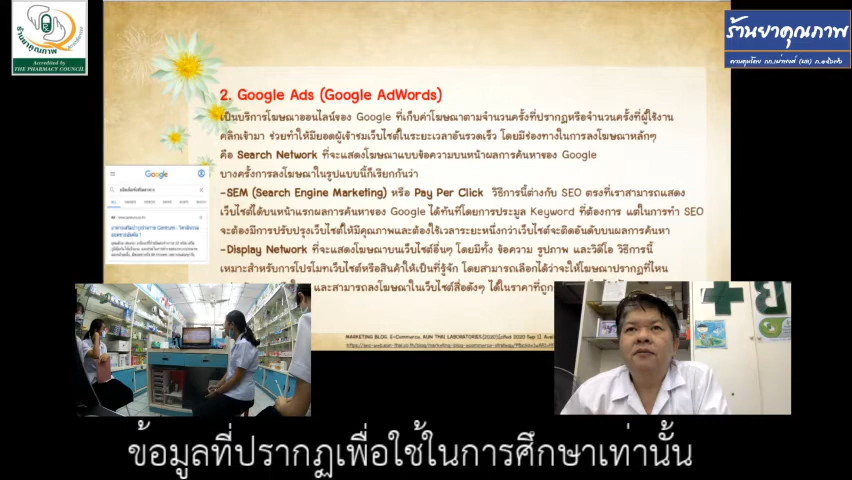 ร้านยาคุณภาพ
Accredited by
THE PHARMACY COUNCIL
ร้านยาคุณภาพ
2. Google Ads (Google AdWords)
เป็นบริการโฆษณาออนไลน์ของ Google ที่เก็บค่าโฆษณาตามจำนวนครั้งที่ปรากฏหรือจำนวนครั้งที่ผู้ใช้งาน
คลิกเข้ามา ช่วยทำให้มียอดผู้เข้าชมเว็บไซต์ในระยะเวลาอันรวดเร็ว โดยมีช่องทางในการลงโฆษณาหลักๆ
คือ Search Network ที่จะแสดงโฆษณาแบบข้อความบนหน้าผลการค้นหาของ Google
บางครั้งการลงโฆษณาในรูปแบบนี้ก็เรียกกันว่า
-SEM (Search Engine Marketing) หรือ Pay Per Click วิธีการนี้ต่างกับ SEO ตรงที่เราสามารถแสดง
เว็บไซต์ได้บนหน้าแรกผลการค้นหาของ Google ได้ทันทีโดยการประมูล Keyword ที่ต้องการ แต่ในการทำ SEO
จะต้องมีการปรับปรุงเว็บไซต์ให้มีคุณภาพและต้องใช้เวลาระยะหนึ่งกว่าเว็บไซต์จะติดอันดับบนผลการค้นหา
-Display Network ที่จะแสดงโฆษณาบนเว็บไซต์อื่นๆ โดยมีทั้ง ข้อความ รูปภาพ และวิดีโอ วิธีการนี้
เหมาะสำหรับการโปรโมทเว็บไซต์หรือสินค้าให้เป็นที่รู้จัก โดยสามารถเลือกได้ว่าจะให้โฆษณาปรากฏที่ไหน
และสามารถลงโฆษณาในเว็บไซต์สื่อดังๆ ได้ในราคาที่ถูก
Google
MARKETING BLOG. E-Commerce. SUN THAI LABORATORIES
ข้อมูลที่ปรากฏเพื่อใช้ในการศึกษาเท่านั้น